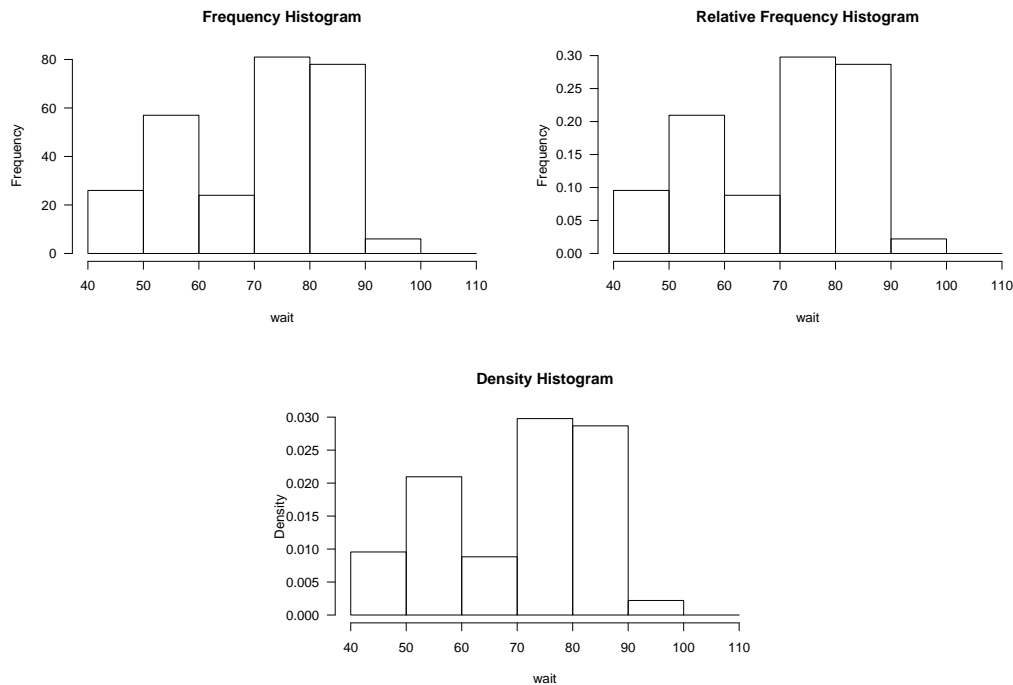 Frequency Histogram
Frequency
80
60
40
20
0
40 50 60 70 80 90 100 110
wait
Relative Frequency Histogram
Frequency
0.30
0.25
0.20
0.15
0.10
0.05
0.00
40 50 60 70 80 90 100 110
wait
Density Histogram
Density
0.030
0.025
0.020
0.015
0.010
0.005
0.000
40 50 60 70 80 90 100 110
wait